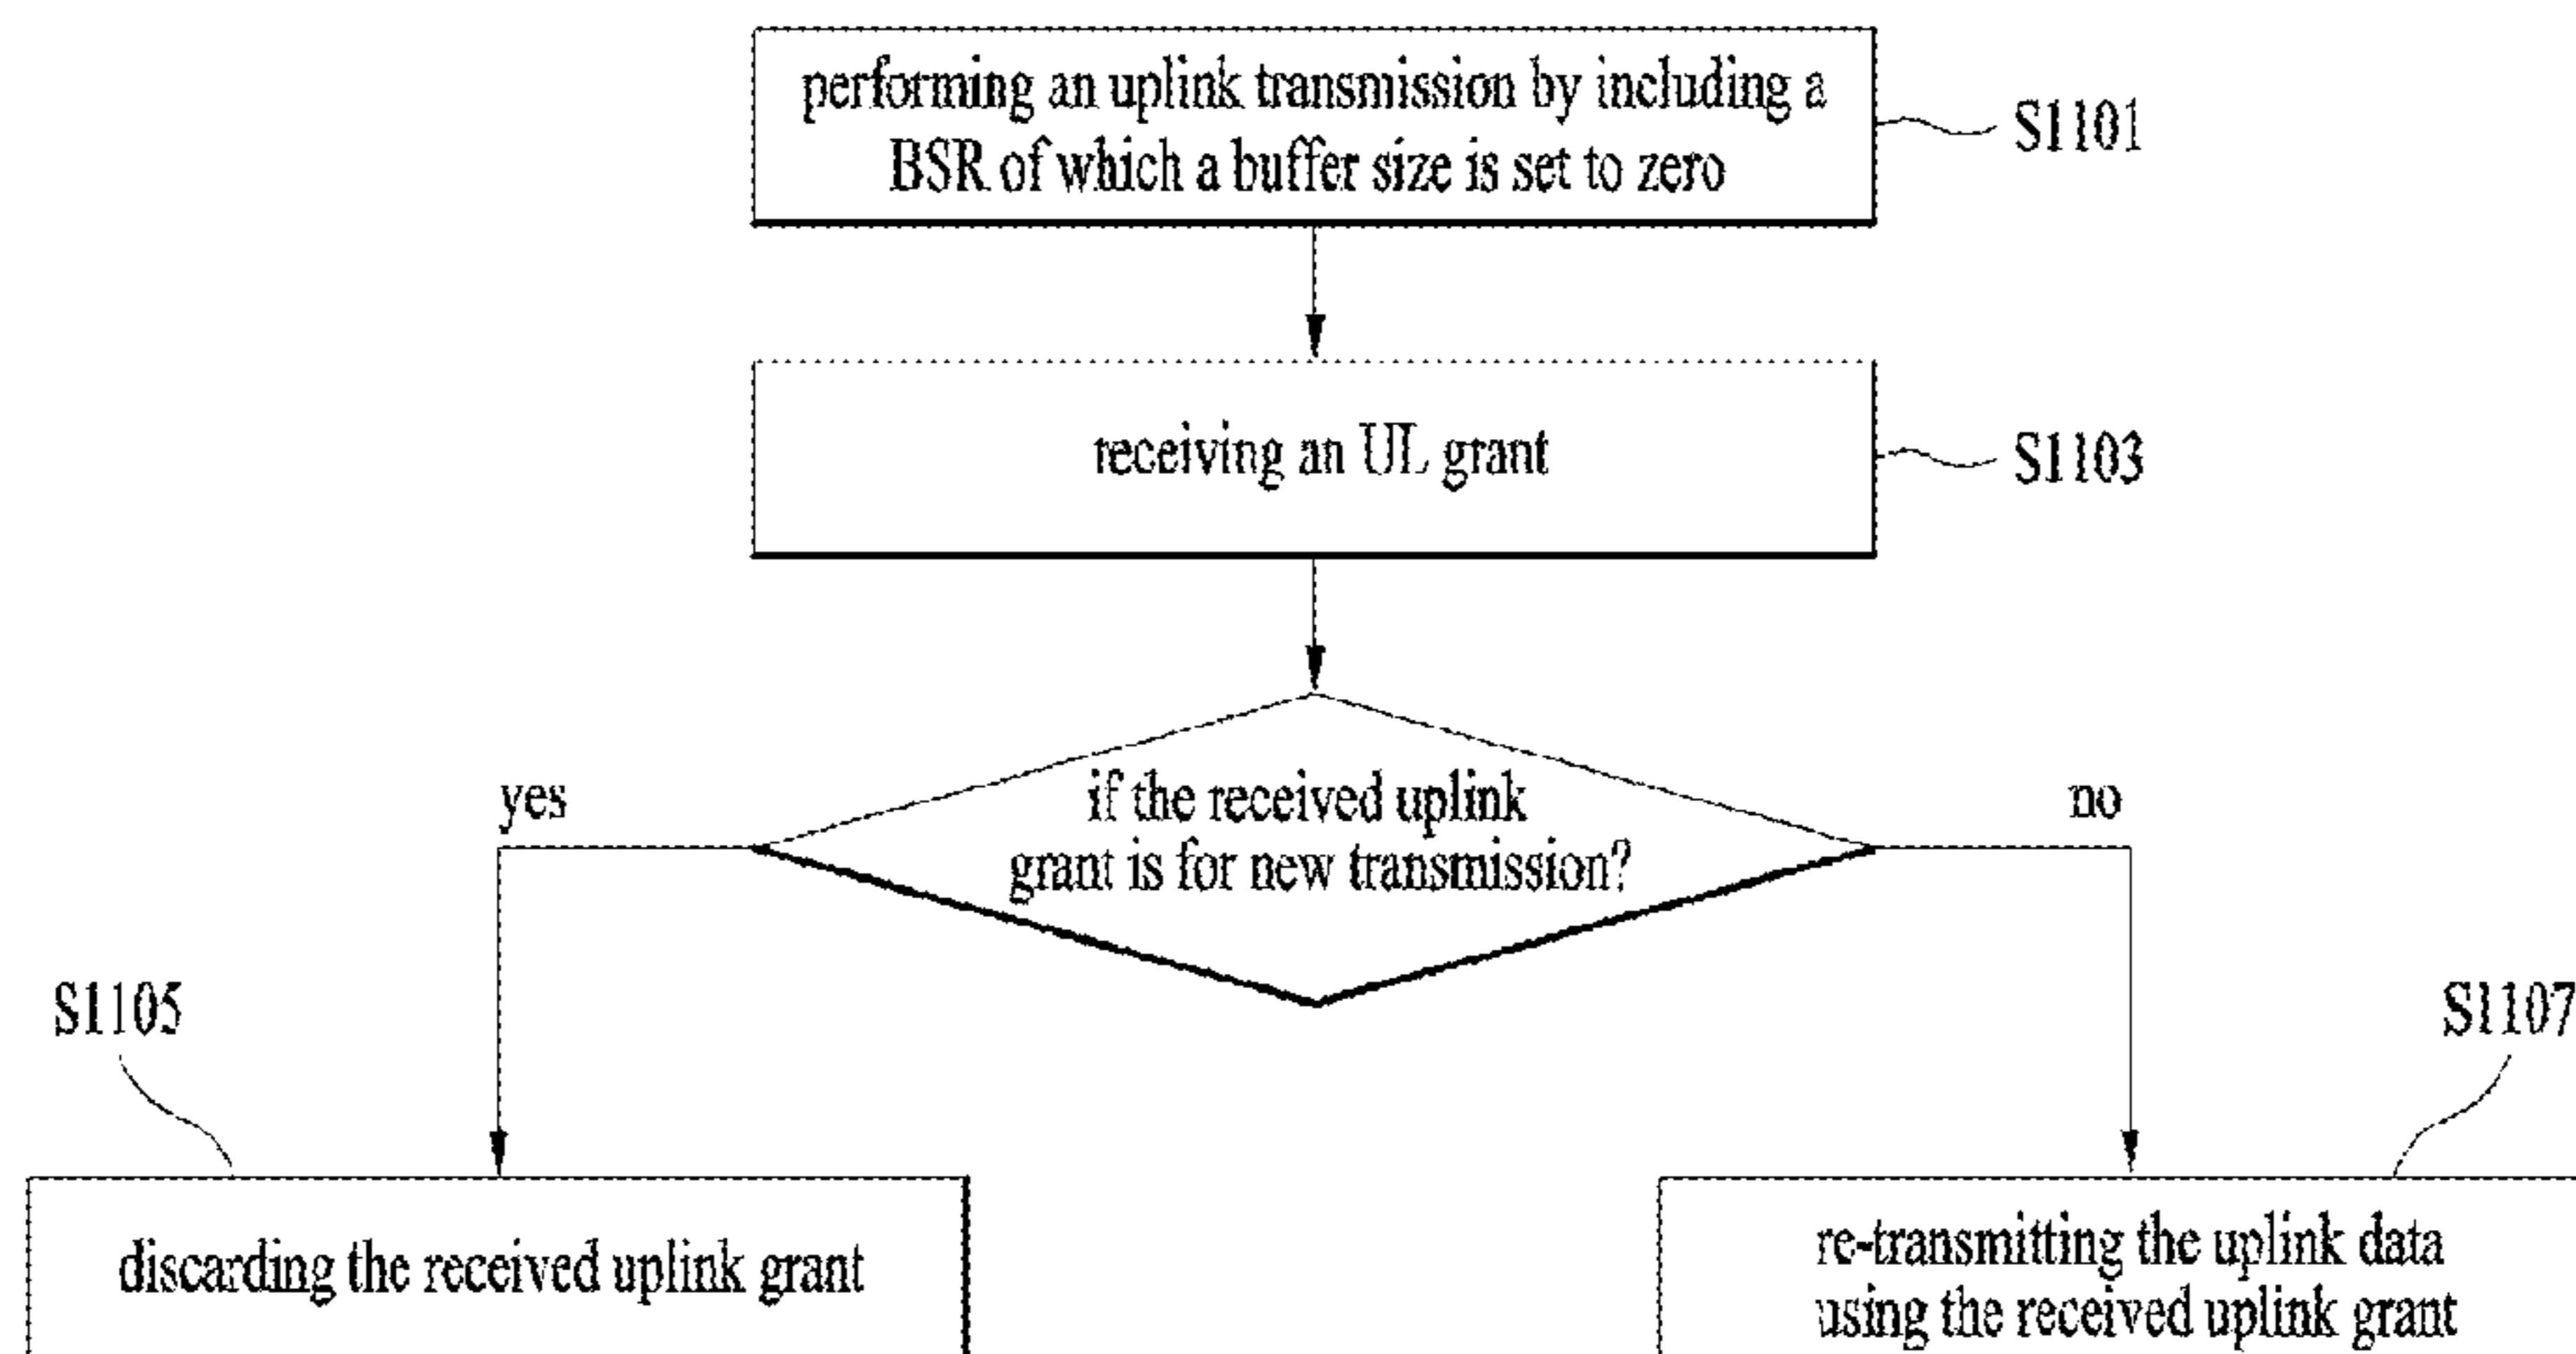 performing an uplink transmission by including a
BSR of which a buffer size is set to zero
S1101
receiving an UL grant
S1103
if the received uplink
grant is for new transmission?
yes
no
S1105
S1107
discarding the received uplink grant
re-transmitting the uplink data
using the received uplink grant